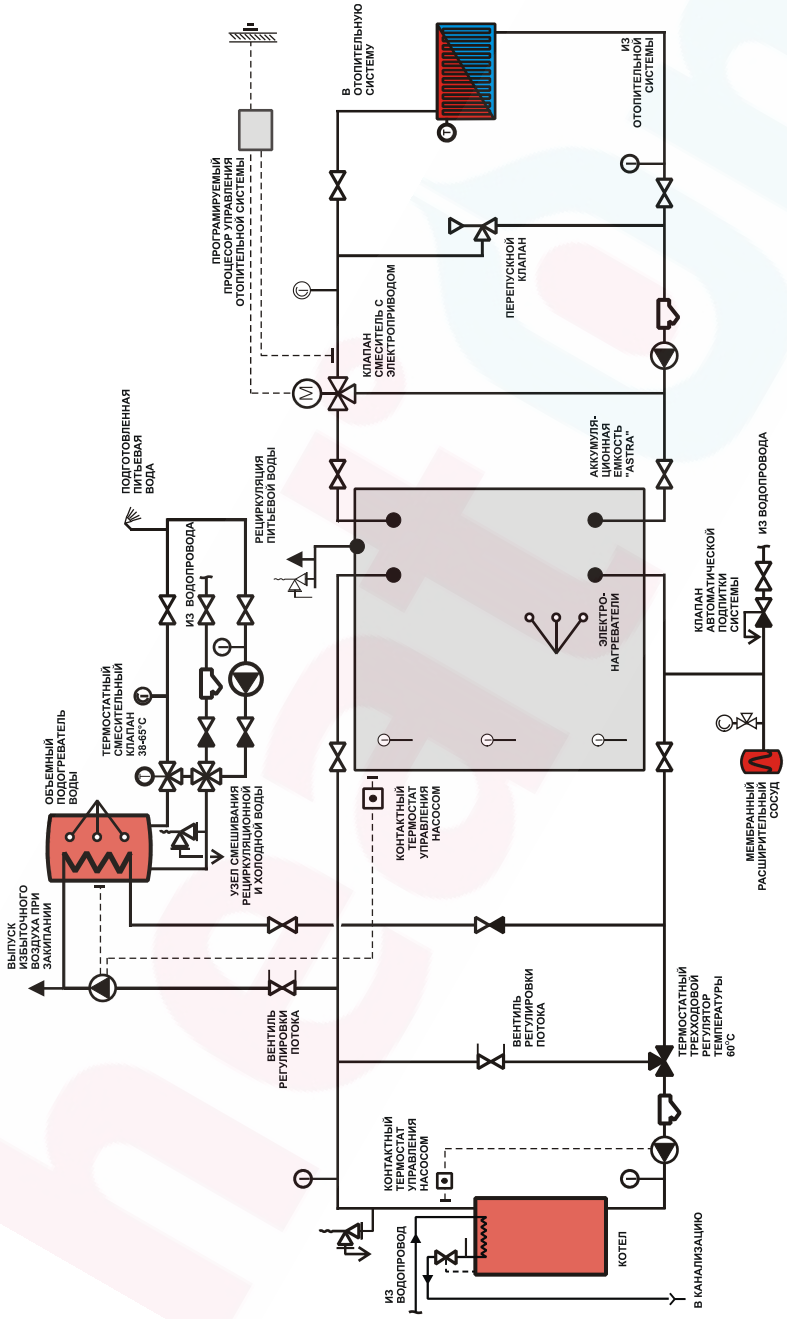 ВЫПУСК
ИЗБЫТОЧНОГО
ВОЗДУХА ПРИ
ЗАКИПАНИИ
ОБЪЕМНЫЙ
ПОДОГРЕВАТЕЛЬ
ВОДЫ
ТЕРМОСТАТНЫЙ
СМЕСИТЕЛЬНЫЙ
КЛАПАН
38-65°С
ПОДГОТОВЛЕННАЯ
ПИТЬЕВАЯ
ВОДА
ИЗ ВОДОПРОВОДА
ПРОГРАМИРУЕМЫЙ
ПРОЦЕСОР УПРАВЛЕНИЯ
ОТОПИТЕЛЬНОЙ СИСТЕМЫ
УЗЕЛ СМЕШИВАНИЯ
РЕЦИРКУЛЯЦИОННОЙ
И ХОЛОДНОЙ ВОДЫ
РЕЦИРКУЛЯЦИЯ
ПИТЬЕВОЙ ВОДЫ
ВЕНТИЛЬ
РЕГУЛИРОВКИ
ПОТОКА
M
В
ОТОПИТЕЛЬНУЮ
СИСТЕМУ
КЛАПАН
СМЕСИТЕЛЬ С
ЭЛЕКТРОПРИВОДОМ
ИЗ
ВОДОПРОВОД
КОНТАКТНЫЙ
ТЕРМОСТАТ
УПРАВЛЕНИЯ
НАСОСОМ
КОНТАКТНЫЙ
ТЕРМОСТАТ
УПРАВЛЕНИЯ
НАСОСОМ
T
ВЕНТИЛЬ
РЕГУЛИРОВКИ
ПОТОКА
ПЕРЕПУСКНОЙ
КЛАПАН
ЭЛЕКТРО-
НАГРЕВАТЕЛИ
АККУМУЛЯ-
ЦИОННАЯ
ЕМКОСТЬ
"ASTRA"
ИЗ
ОТОПИТЕЛЬНОЙ
СИСТЕМЫ
КОТЕЛ
В КАНАЛИЗАЦИЮ
ТЕРМОСТАТНЫЙ
ТРЕХХОДОВОЙ
РЕГУЛЯТОР
ТЕМПЕРАТУРЫ
60°С
КЛАПАН
АВТОМАТИЧЕСКОЙ
ПОДПИТКИ
СИСТЕМЫ
ИЗ ВОДОПРОВОДА
МЕМБРАННЫЙ
РАСШИРИТЕЛЬНЫЙ
СОСУД